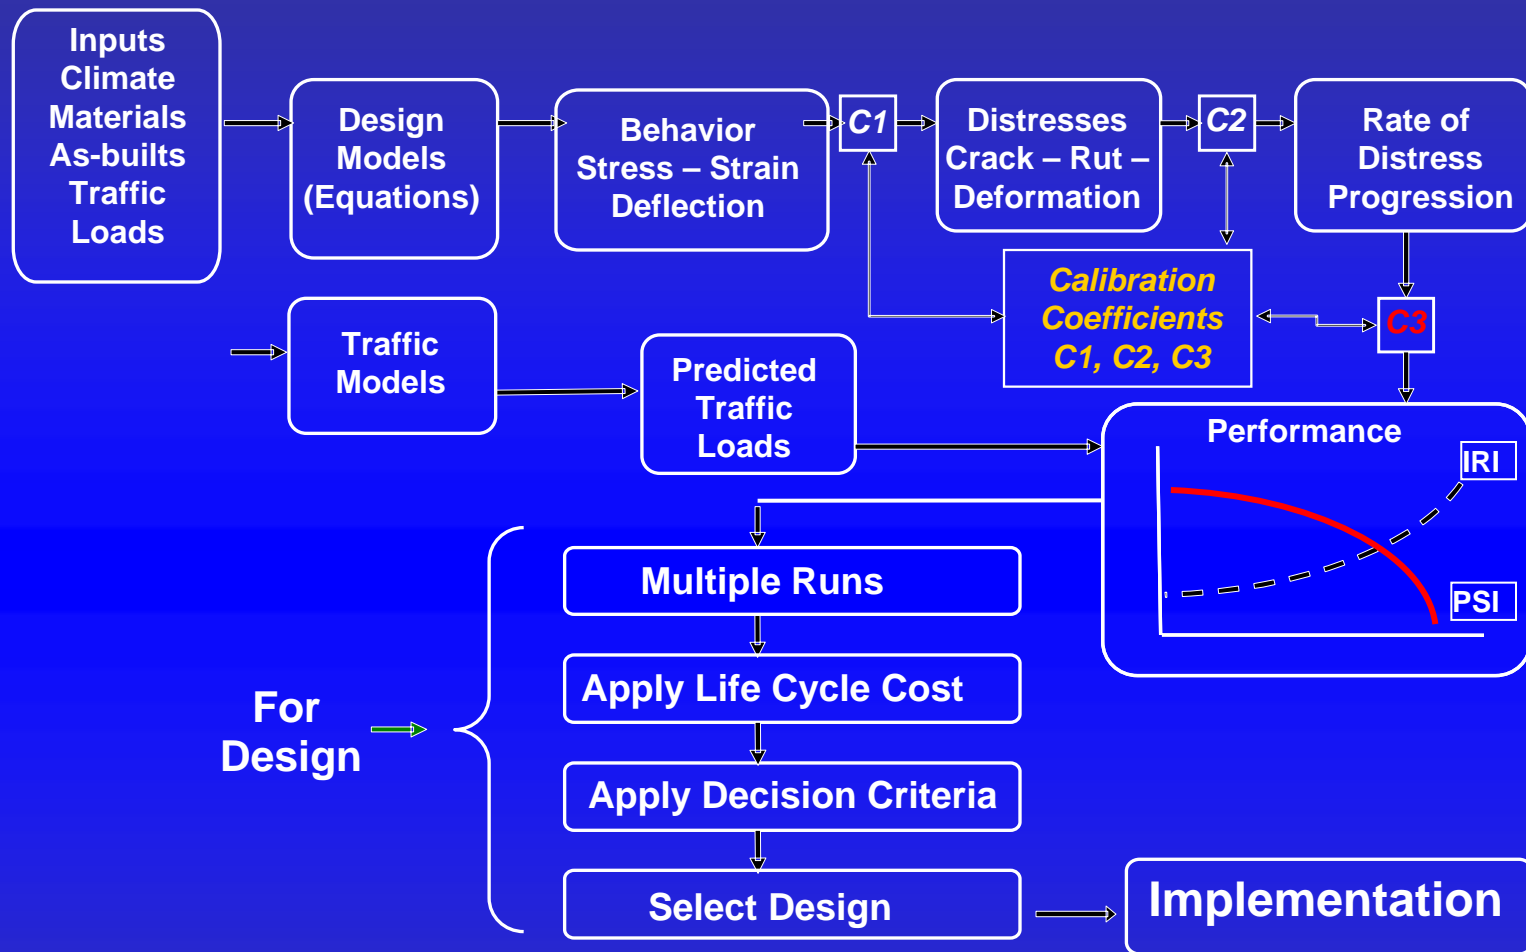 Inputs
Climate
Materials
As-builts
Traffic
Loads
Design
Models
(Equations)
Behavior
Stress – Strain
Deflection
C1
Distresses
Crack – Rut –
Deformation
C2
Rate of
Distress
Progression
Calibration
Coefficients
C1, C2, C3
C3
Traffic
Models
Predicted
Traffic
Loads
Performance
IRI
PSI
Multiple Runs
Apply Life Cycle Cost
For
Design
Apply Decision Criteria
Select Design
Implementation